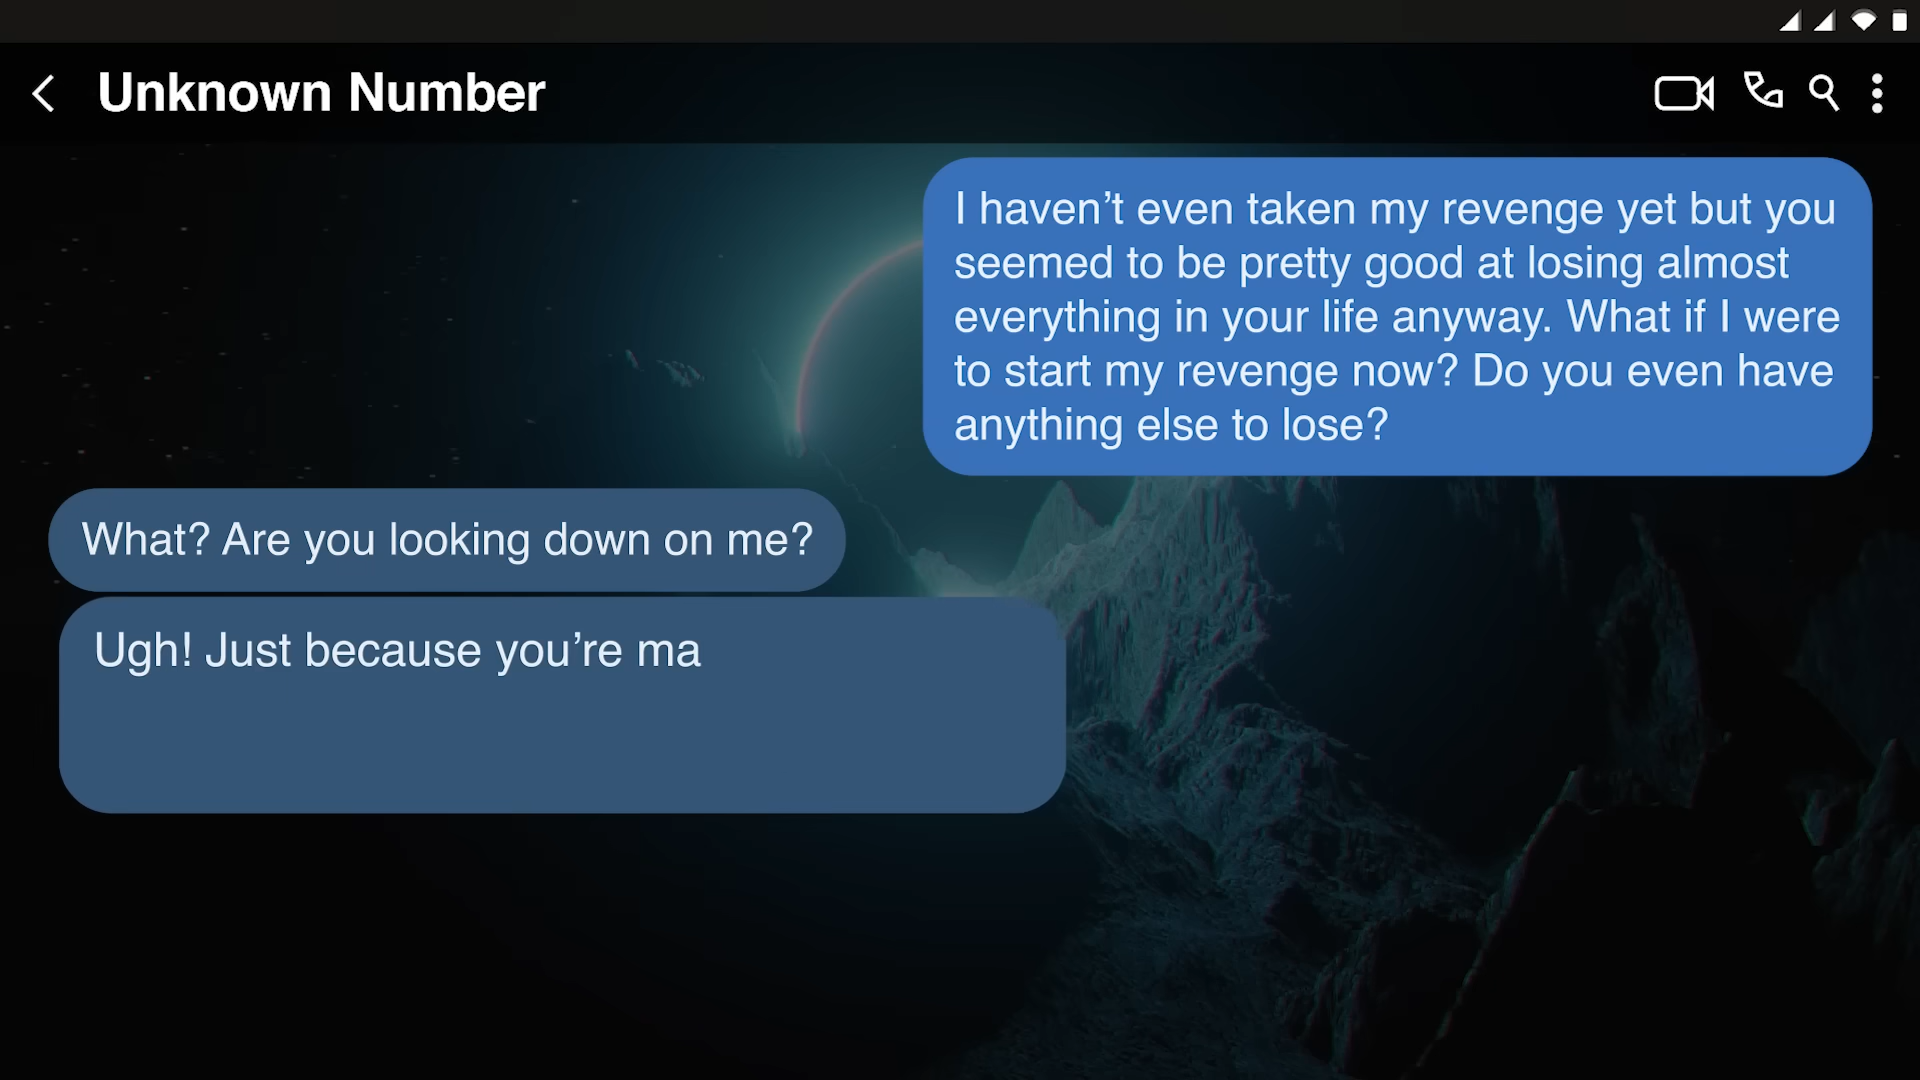 Unknown Number
I haven’t even taken my revenge yet but you
seemed to be pretty good at losing almost
everything in your life anyway. What if I were
to start my revenge now? Do you even have
anything else to lose?
What? Are you looking down on me?
Ugh! Just because you’re ma